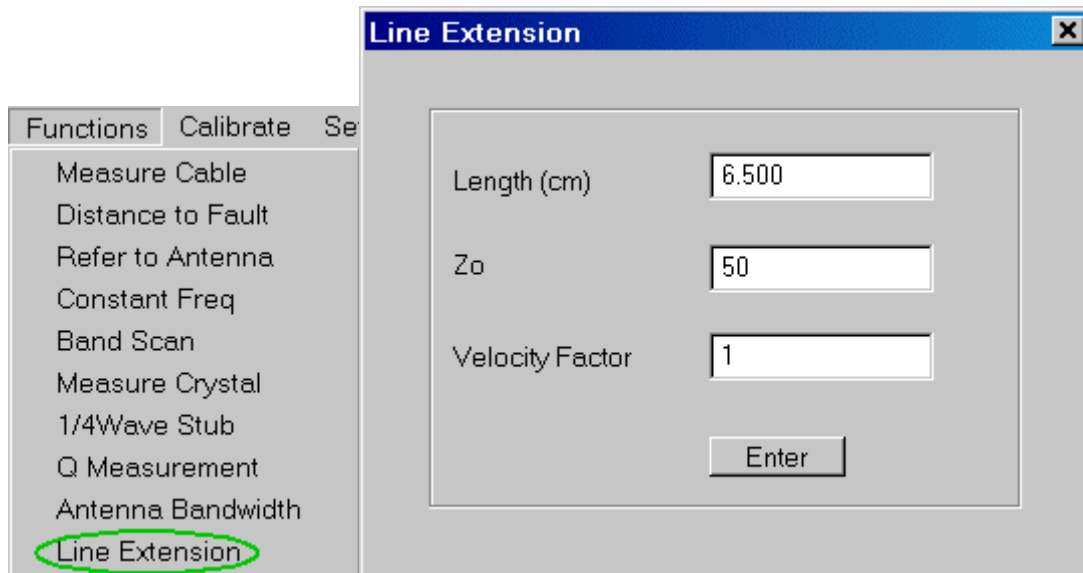 Line Extension
Functions Calibrate Se
Measure Cable
Distance to Fault
Refer to Antenna
Constant Freq
Band Scan
Measure Crystal
1/4Wave Stub
Q Measurement
Antenna Bandwidth
Line Extension
Length (cm) 6.500
Zo 50
Velocity Factor 1
Enter